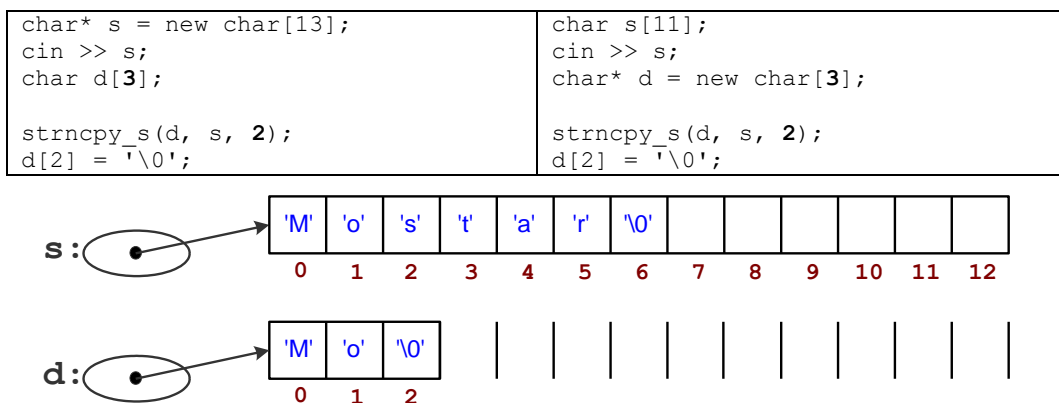 char* s = new char[13];
cin >> s;
char d[3];
strncpy_s(d, s, 2);
d[2] = '\0';
char s[11];
cin >> s;
char* d = new char[3];
strncpy_s(d, s, 2);
d[2] = '\0';
s: 'M' 'o' 's' 't' 'a' 'r' '\0'
0 1 2 3 4 5 6 7 8 9 10 11 12
d: 'M' 'o' '\0'
0 1 2